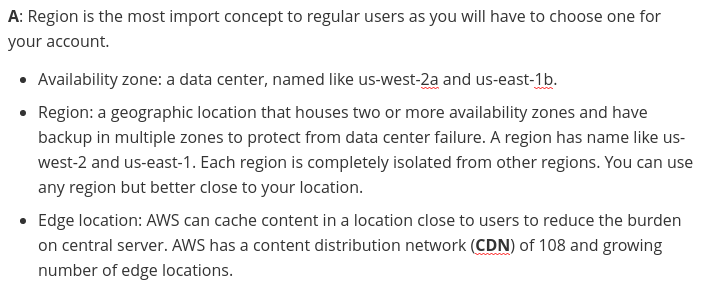 A: Region is the most import concept to regular users as you will have to choose one for
your account.
• Availability zone: a data center, named like us-west-2a and us-east-1b.
• Region: a geographic location that houses two or more availability zones and have
backup in multiple zones to protect from data center failure. A region has name like us-
west-2 and us-east-1. Each region is completely isolated from other regions. You can use
any region but better close to your location.
• Edge location: AWS can cache content in a location close to users to reduce the burden
on central server. AWS has a content distribution network (CDN) of 108 and growing
number of edge locations.